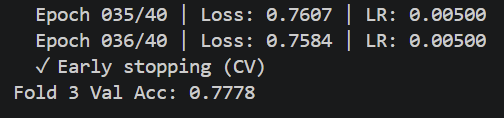 Epoch 035/40 | Loss: 0.7607 | LR: 0.00500
Epoch 036/40 | Loss: 0.7584 | LR: 0.00500
✓ Early stopping (CV)
Fold 3 Val Acc: 0.7778